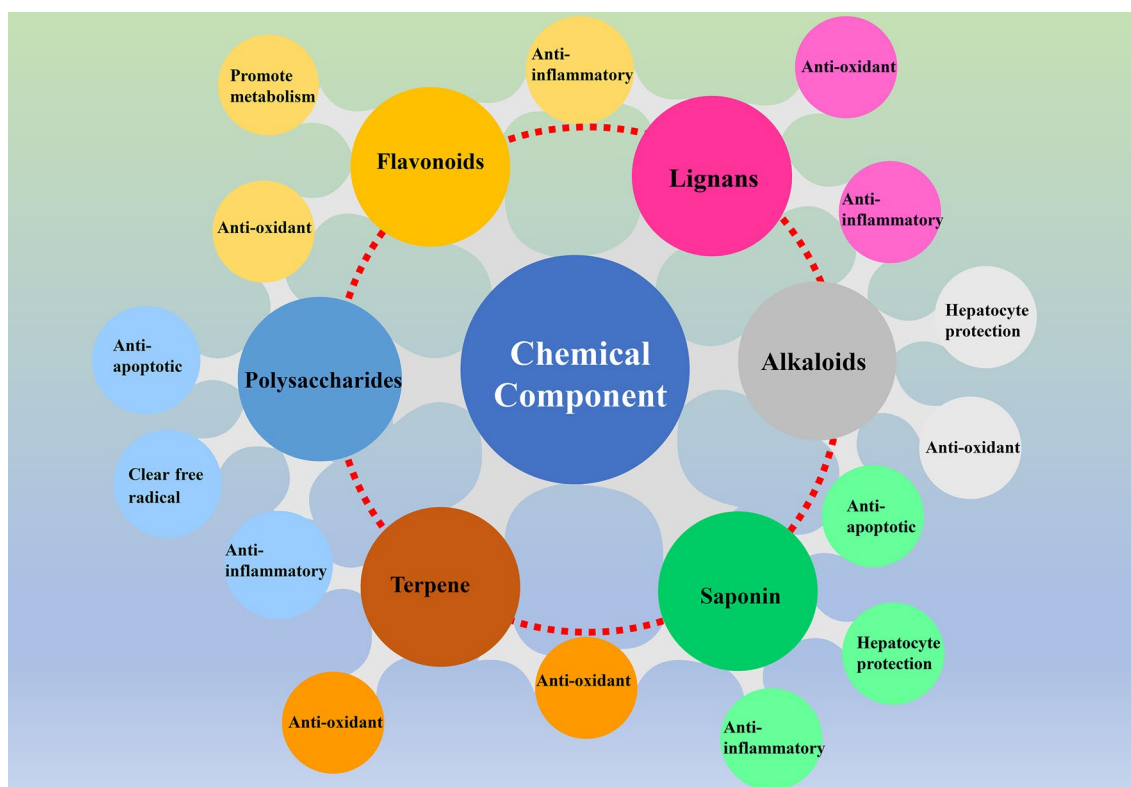 Promote
metabolism
Anti-
inflammatory
Anti-oxidant
Flavonoids
Lignans
Anti-oxidant
Anti-
inflammatory
Hepatocyte
protection
Anti-
apoptotic
Polysaccharides
Chemical
Component
Alkaloids
Anti-oxidant
Clear free
radical
Anti-
apoptotic
Anti-
inflammatory
Terpene
Saponin
Hepatocyte
protection
Anti-oxidant
Anti-oxidant
Anti-
inflammatory